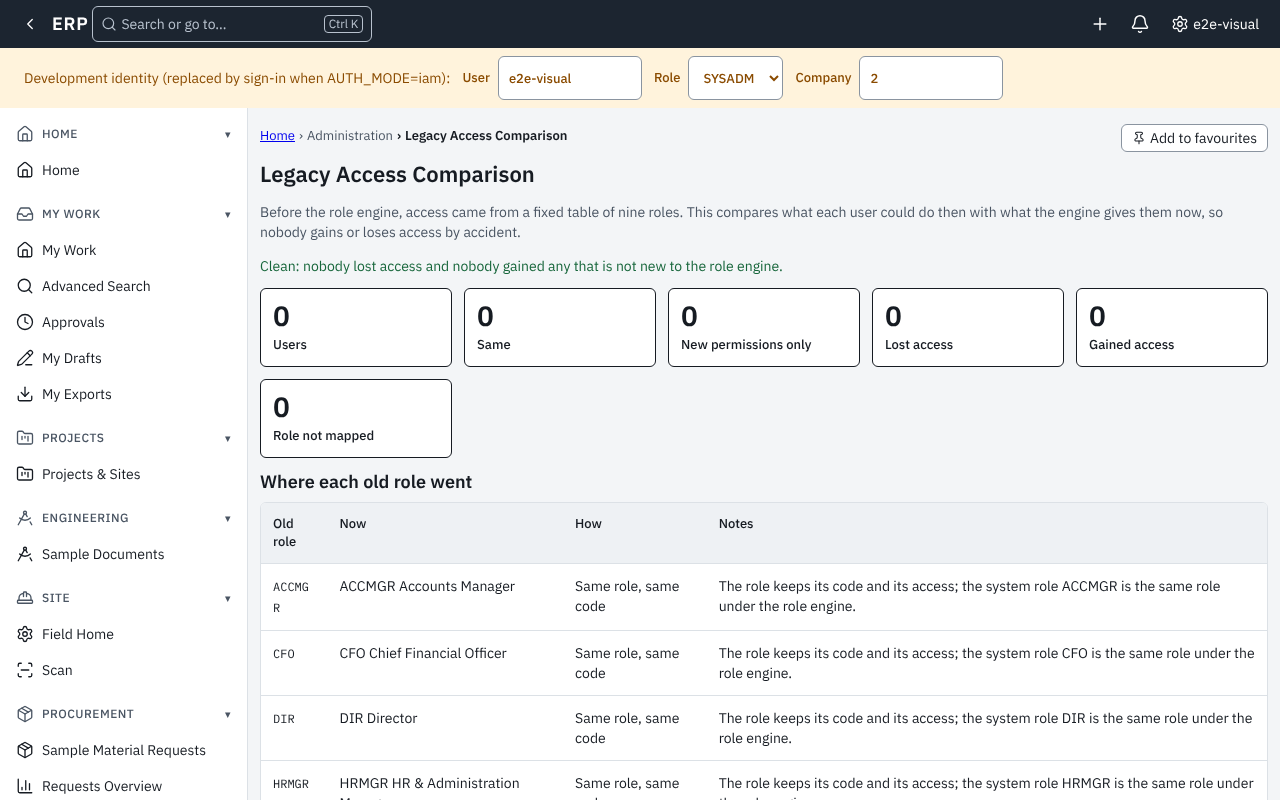 ERP
Search or go to...
Ctrl K
e2e-visual
Development identity (replaced by sign-in when AUTH_MODE=iam):
User
e2e-visual
Role
SYSADM
Company
2
HOME
Home
MY WORK
My Work
Advanced Search
Approvals
My Drafts
My Exports
PROJECTS
Projects & Sites
ENGINEERING
Sample Documents
SITE
Field Home
Scan
PROCUREMENT
Sample Material Requests
Requests Overview
Home › Administration › Legacy Access Comparison
Add to favourites
Legacy Access Comparison
Before the role engine, access came from a fixed table of nine roles. This compares what each user could do then with what the engine gives them now, so
nobody gains or loses access by accident.
Clean: nobody lost access and nobody gained any that is not new to the role engine.
0
Users
0
Same
0
New permissions only
0
Lost access
0
Gained access
0
Role not mapped
Where each old role went
Old
role
Now
How
Notes
ACCMG
R
ACCMGR Accounts Manager
Same role, same
code
The role keeps its code and its access; the system role ACCMGR is the same role
under the role engine.
CFO
CFO Chief Financial Officer
Same role, same
code
The role keeps its code and its access; the system role CFO is the same role under the
role engine.
DIR
DIR Director
Same role, same
code
The role keeps its code and its access; the system role DIR is the same role under the
role engine.
HRMGR
HRMGR HR & Administration
Same role, same
The role keeps its code and its access; the system role HRMGR is the same role under